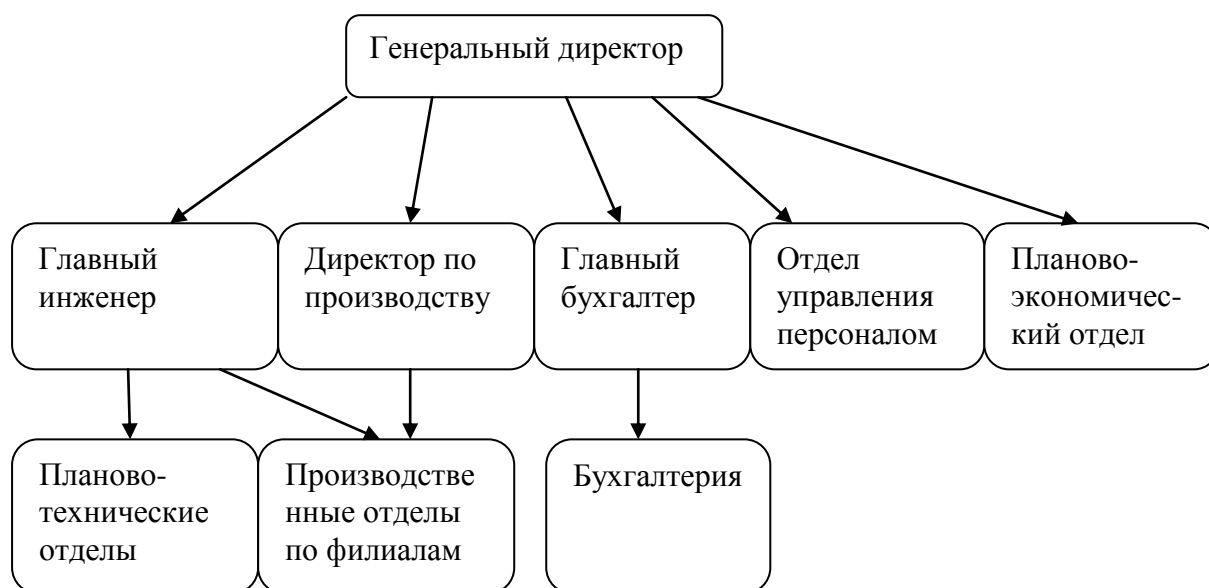 Генеральный директор
Главный
инженер
Директор по
производству
Главный
бухгалтер
Отдел
управления
персоналом
Планово-
экономичес-
кий отдел
Планово-
технические
отделы
Производстве
нные отделы
по филиалам
Бухгалтерия